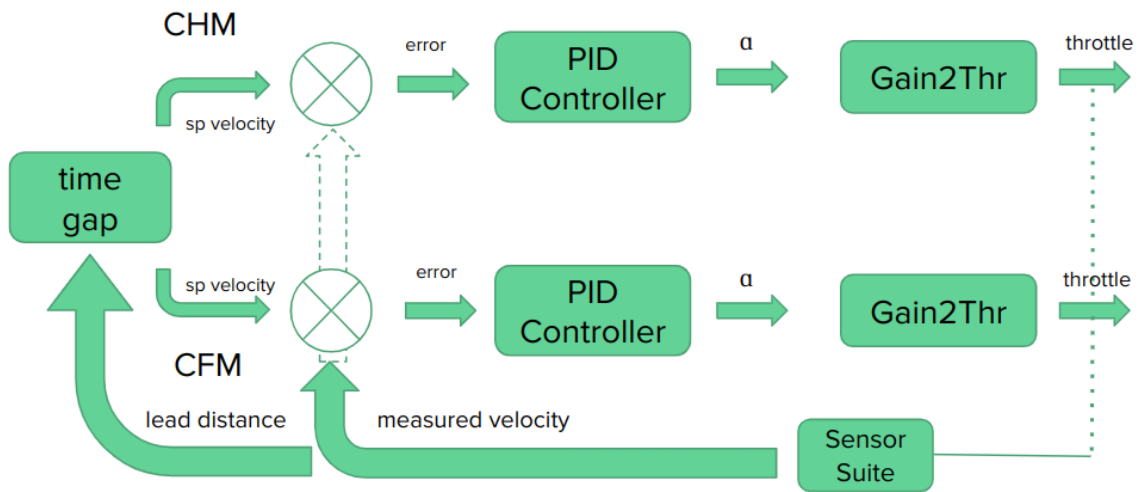 CHM
error
PID
Controller
ɑ
Gain2Thr
throttle
sp velocity
time
gap
sp velocity
error
PID
Controller
ɑ
Gain2Thr
throttle
CFM
lead distance
measured velocity
Sensor
Suite